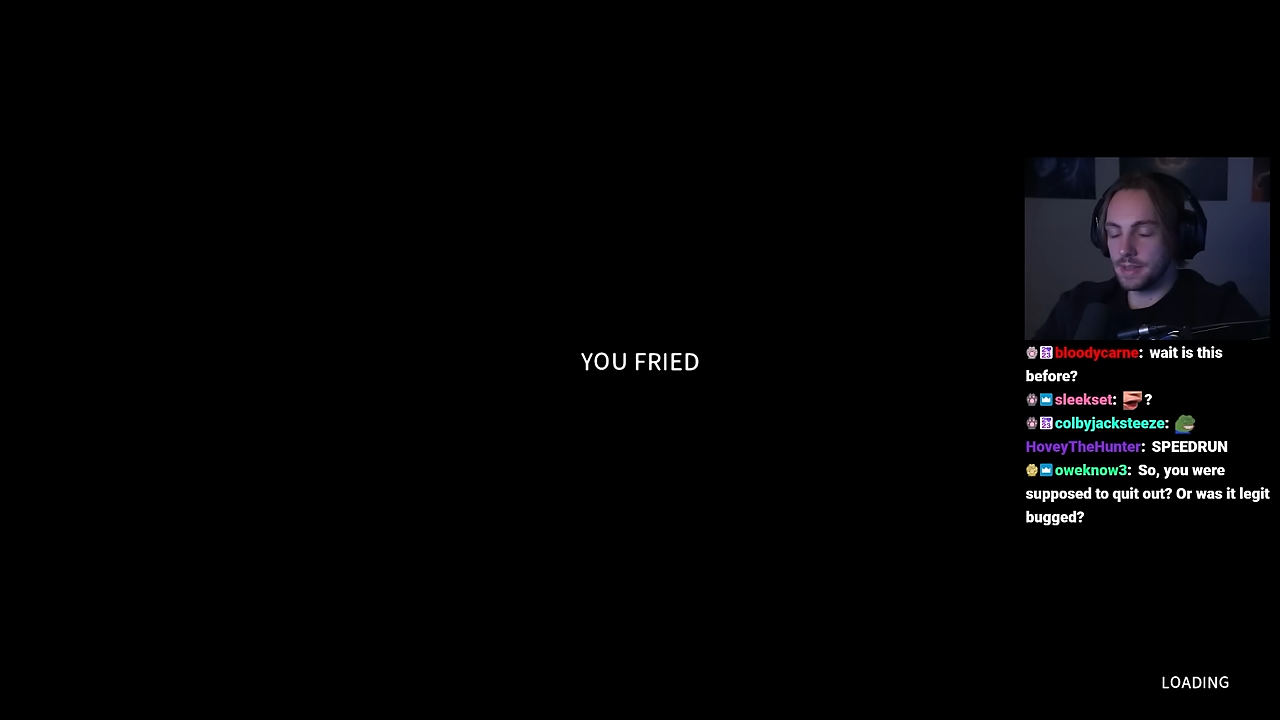 YOU FRIED
bloodycarne: wait is this
before?
sleekset: ?
colbyjacksteeze:
HoveyTheHunter: SPEEDRUN
oweknow3: So, you were
supposed to quit out? Or was it legit
bugged?
LOADING